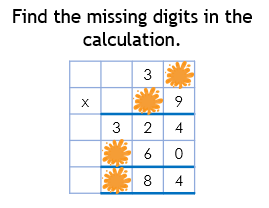 Find the missing digits in the
calculation.
3
x 9
3 2 4
6 0
8 4